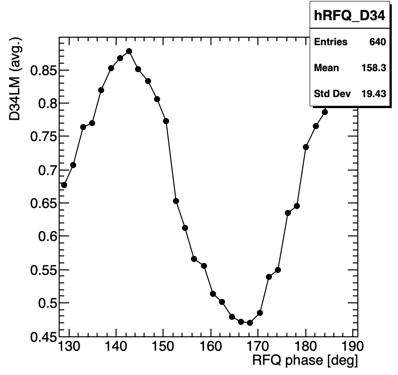 hRFQ_D34
Entries 640
Mean 158.3
Std Dev 19.43
D34LM (avg.)
0.85
0.8
0.75
0.7
0.65
0.6
0.55
0.5
0.45
130 140 150 160 170 180 190
RFQ phase [deg]